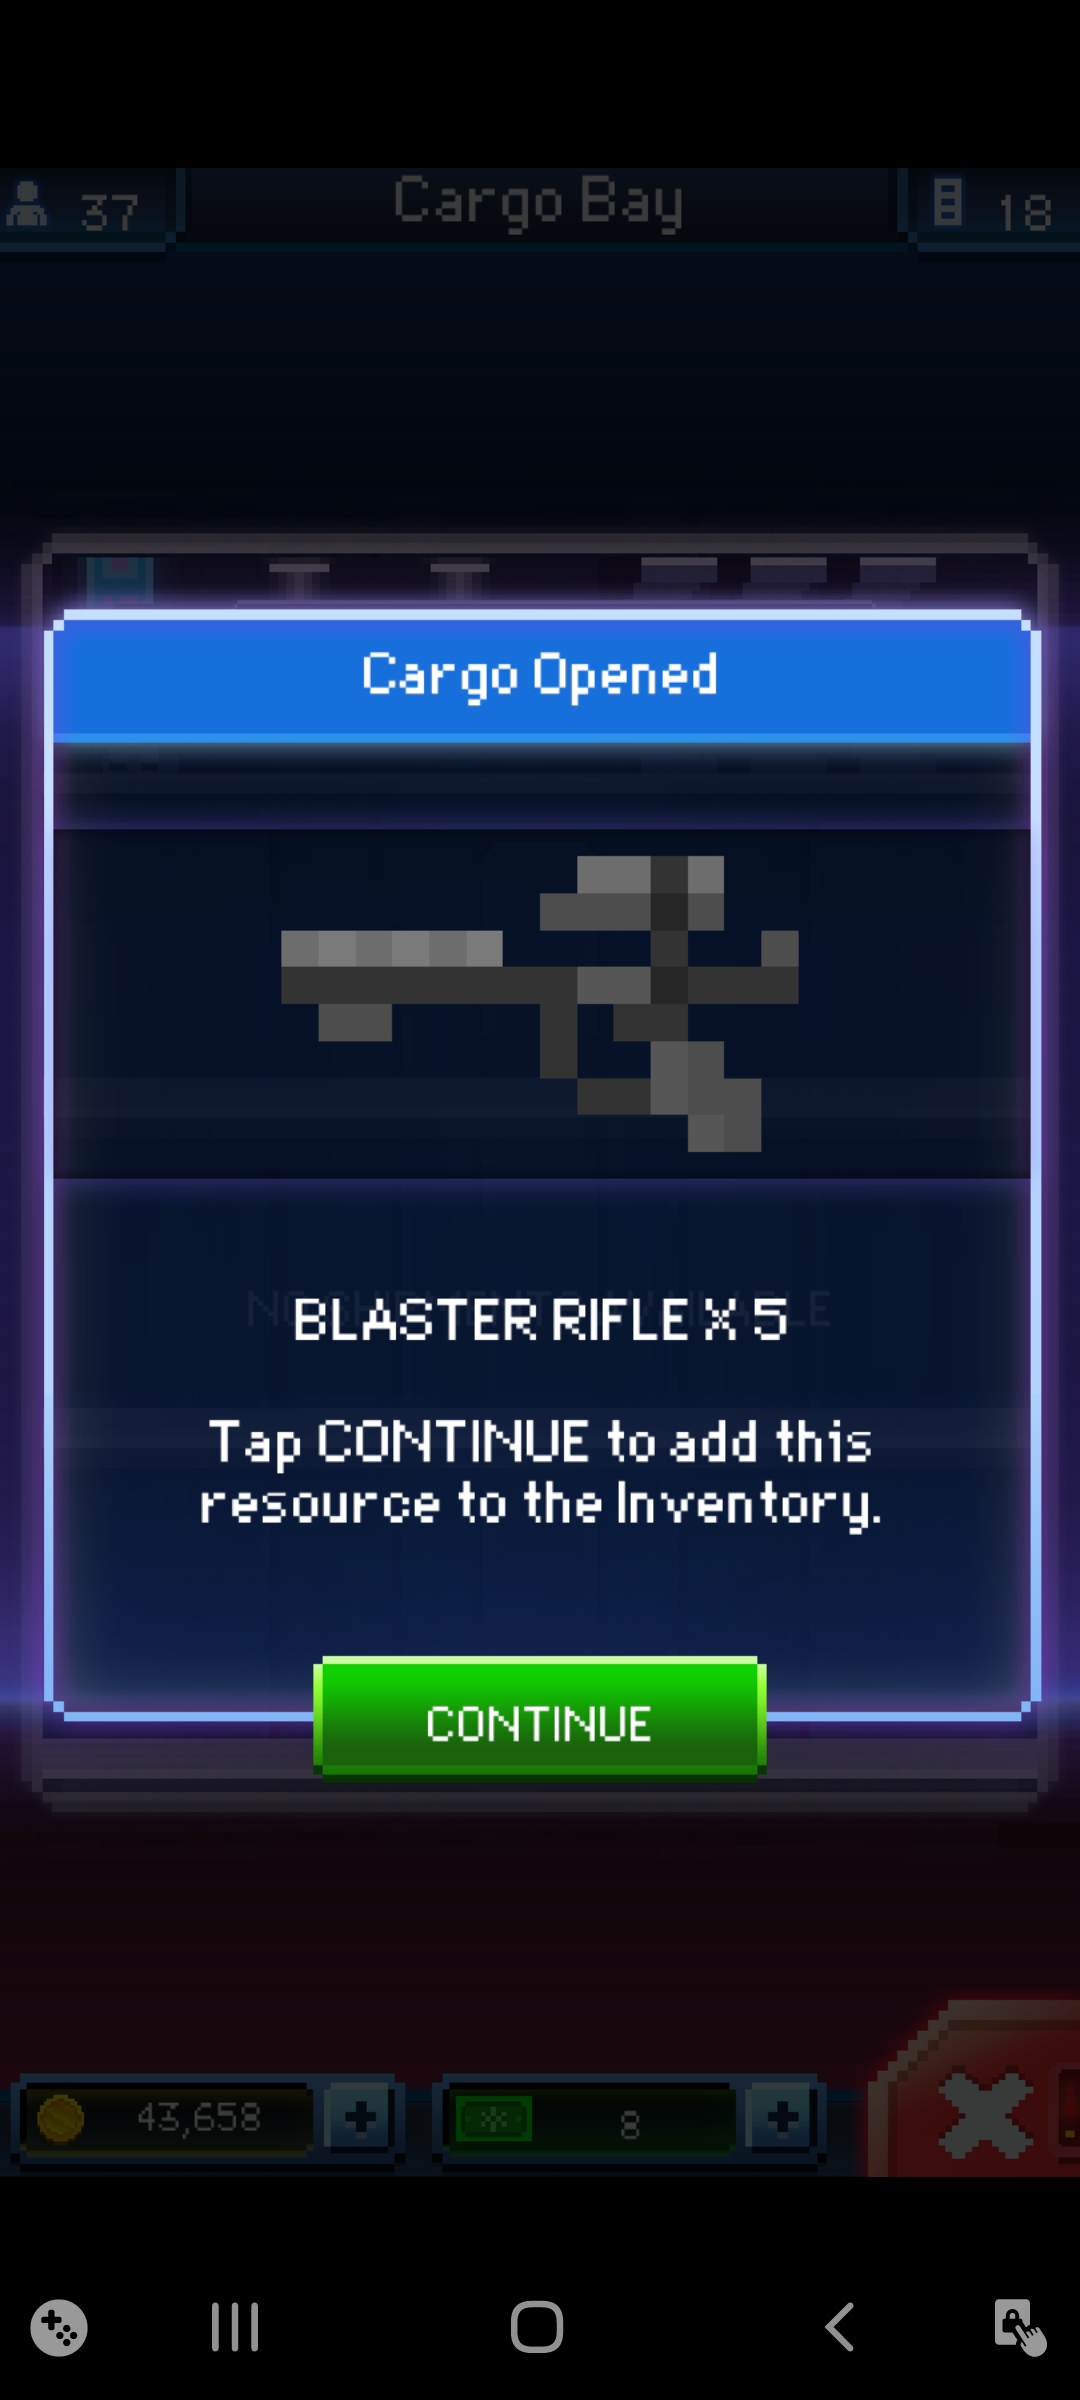 37
Cargo Bay
18
Cargo Opened
BLASTER RIFLE X 5
Tap CONTINUE to add this
resource to the Inventory.
CONTINUE
43,658
8